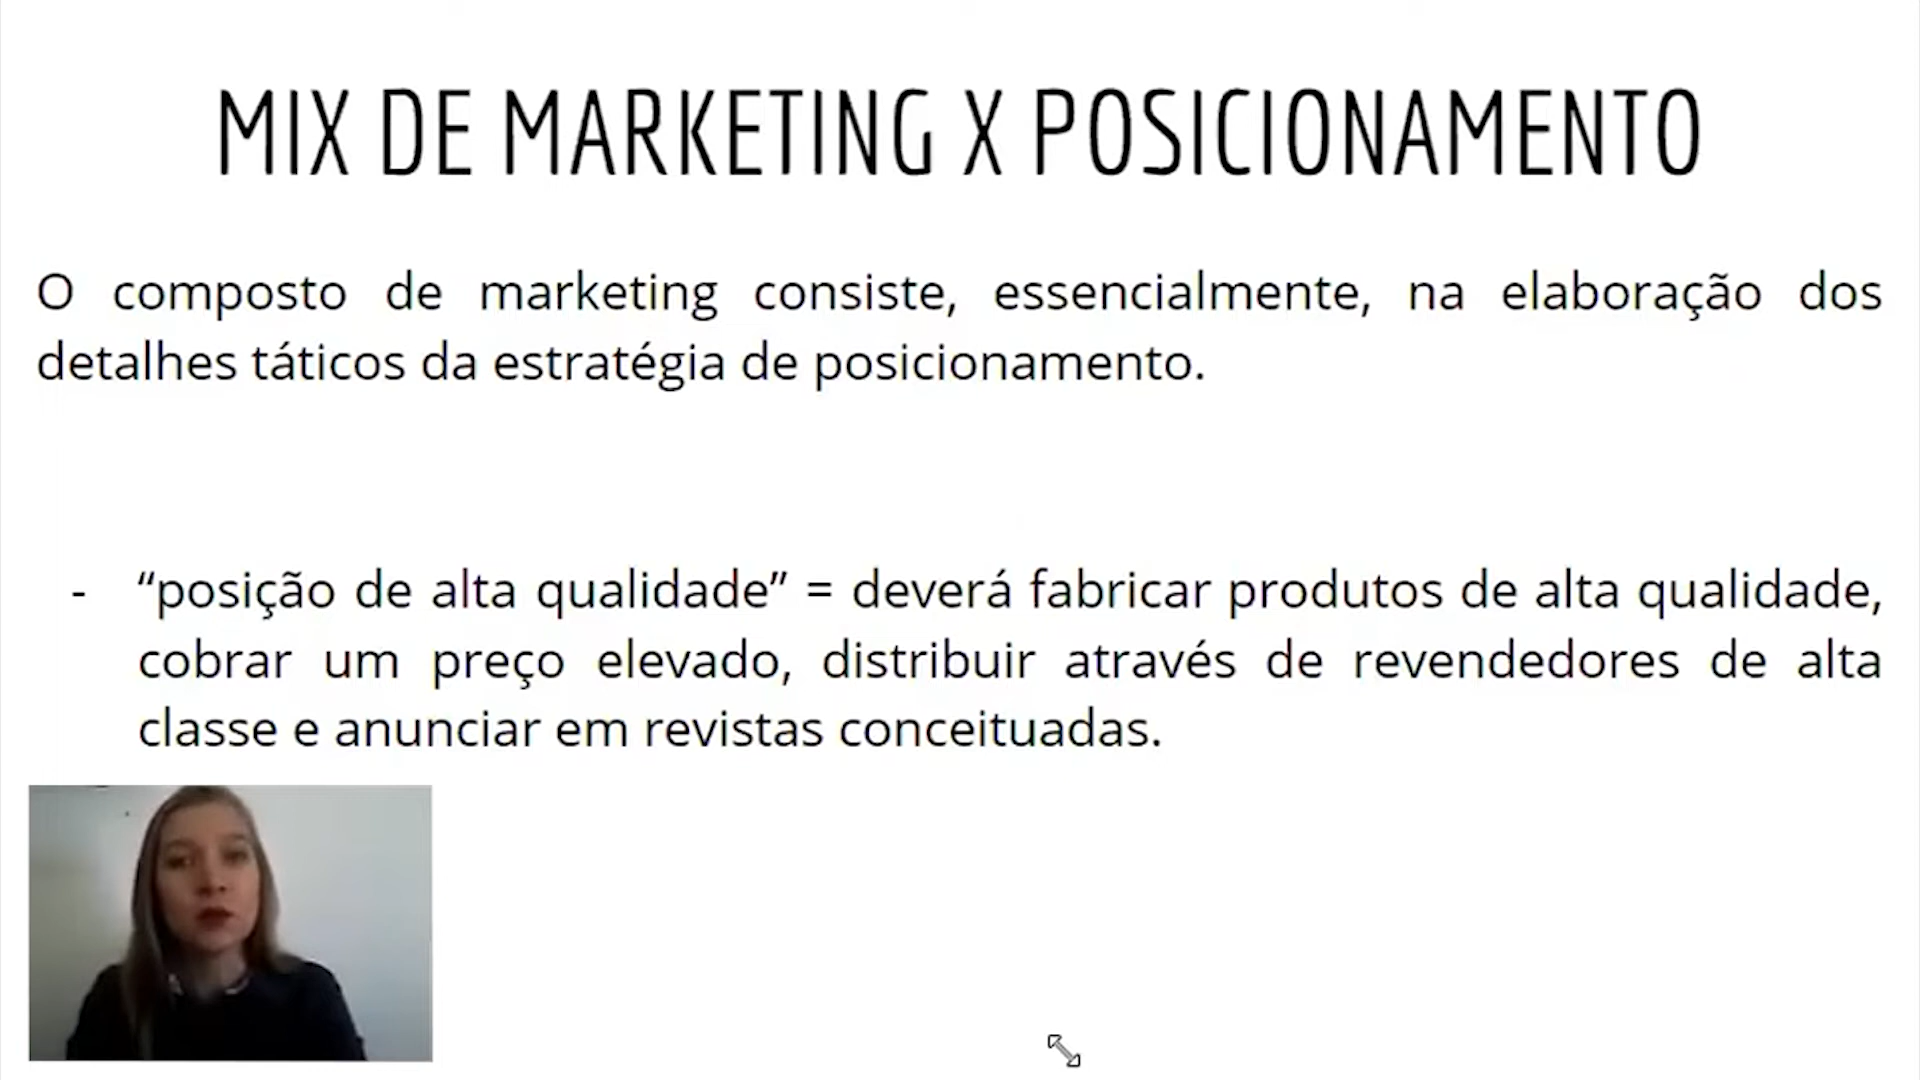 MIX DE MARKETING X POSICIONAMENTO
O composto de marketing consiste, essencialmente, na elaboração dos
detalhes táticos da estratégia de posicionamento.
- “posição de alta qualidade” = deverá fabricar produtos de alta qualidade,
cobrar um preço elevado, distribuir através de revendedores de alta
classe e anunciar em revistas conceituadas.